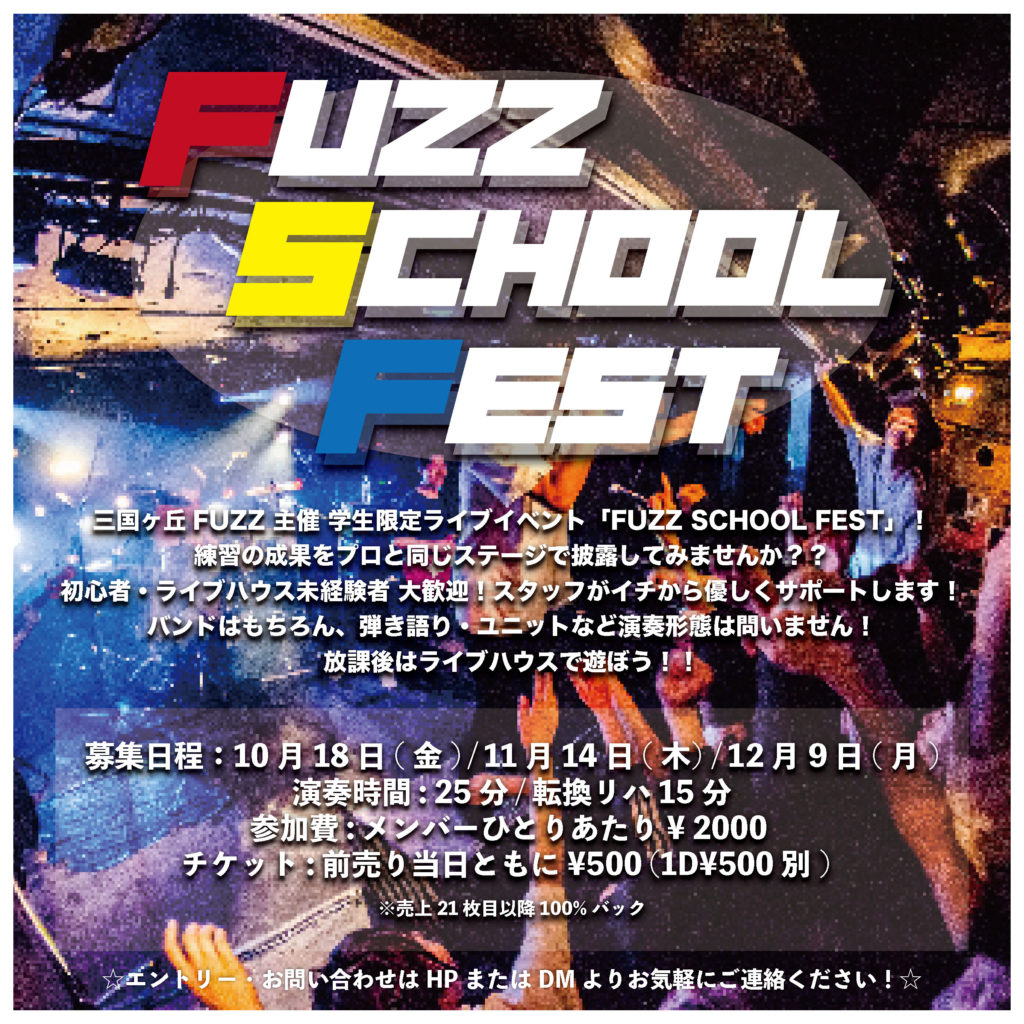 FUZZ
SCHOOL
FEST
三国ヶ丘 FUZZ 主催 学生限定ライブイベント「FUZZ SCHOOL FEST」！
練習の成果をプロと同じステージで披露してみませんか？？
初心者・ライブハウス未経験者 大歓迎！スタッフがイチから優しくサポートします！
バンドはもちろん、弾き語り・ユニットなど演奏形態は問いません！
放課後はライブハウスで遊ぼう！！
募集日程：10月18日(金)/11月14日(木)/12月9日(月)
演奏時間：25分/転換リハ15分
参加費：メンバーひとりあたり¥2000
チケット：前売り当日ともに¥500(1D¥500別)
※売上21枚目以降100%バック
☆エントリー・お問い合わせは HP または DM よりお気軽にご連絡ください！☆